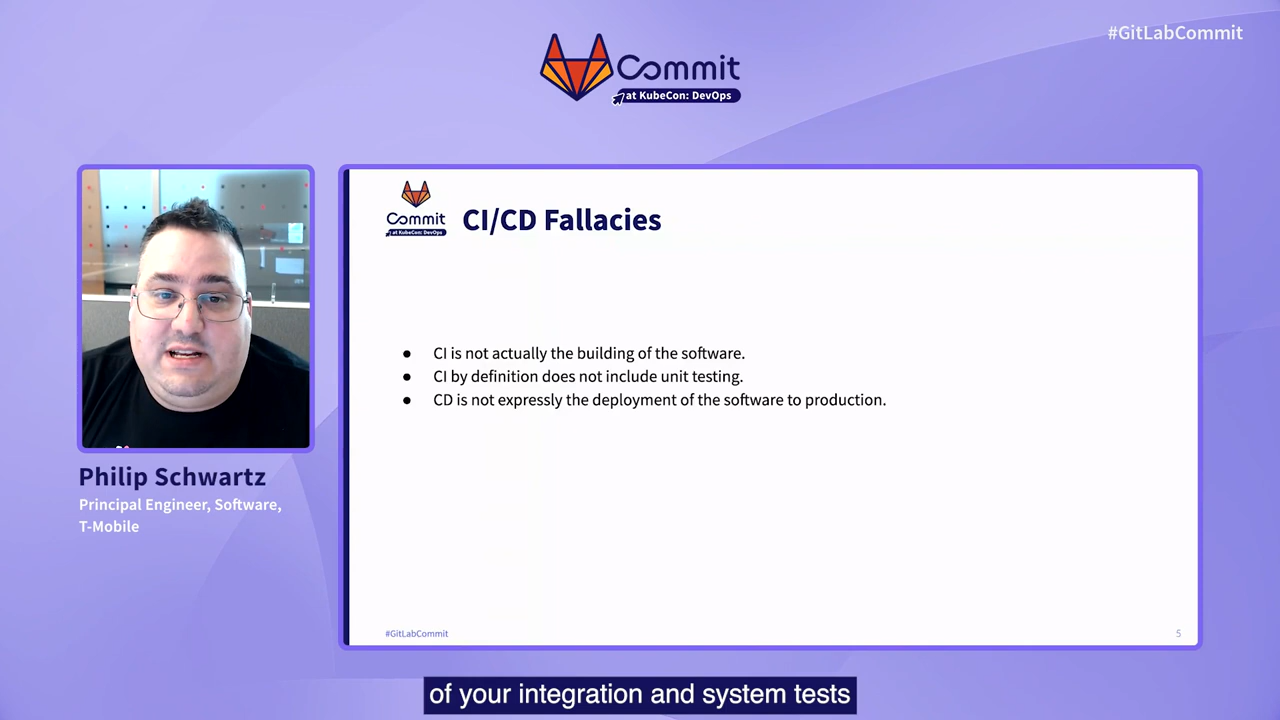 #GitLabCommit
Commit
at KubeCon: DevOps
Commit
at KubeCon: DevOps
CI/CD Fallacies
● CI is not actually the building of the software.
● CI by definition does not include unit testing.
● CD is not expressly the deployment of the software to production.
Philip Schwartz
Principal Engineer, Software,
T-Mobile
#GitLabCommit
5
of your integration and system tests